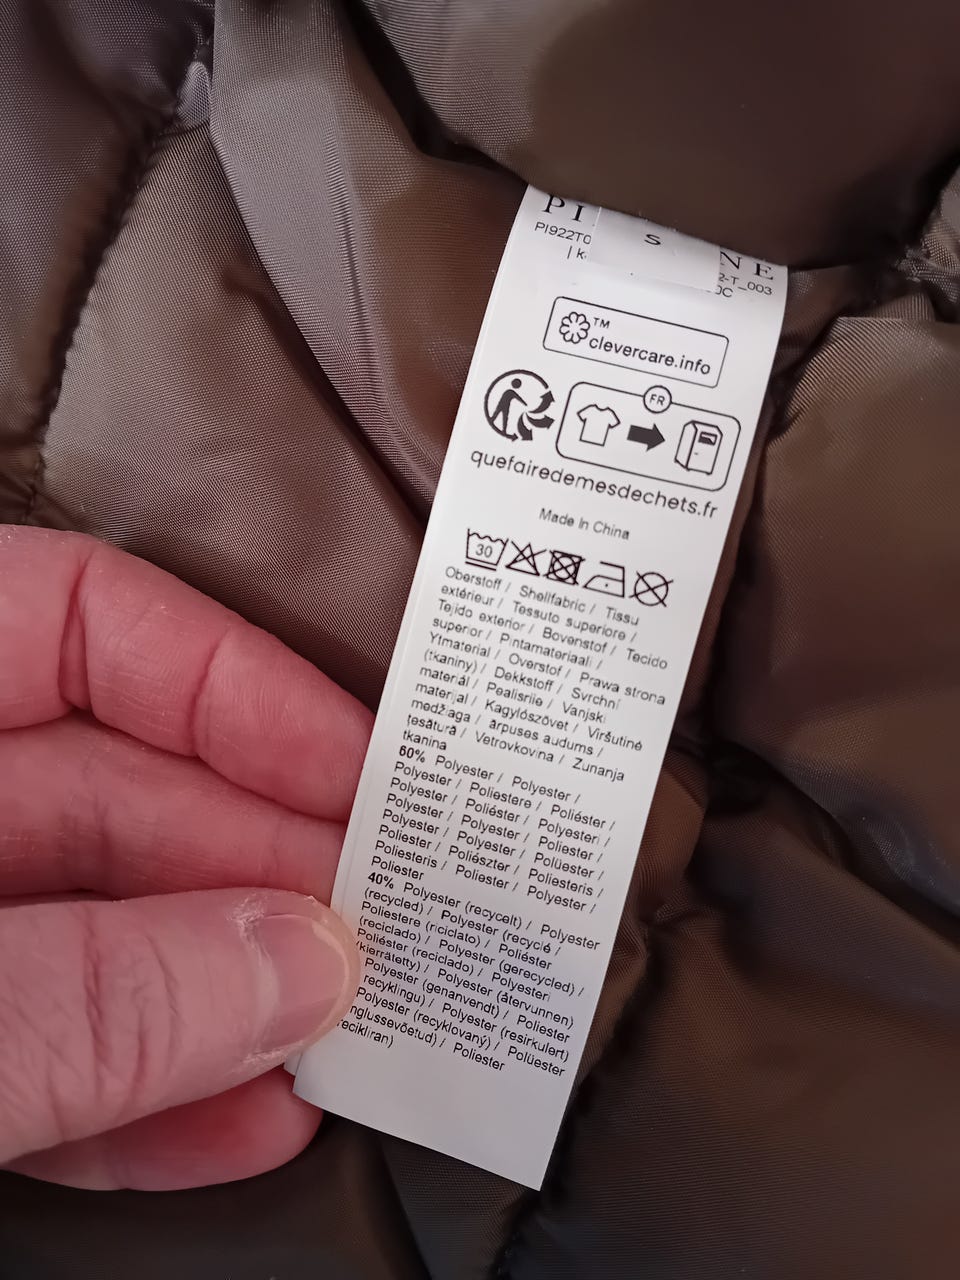 S
PI NE
PI922T0 2-T_003
| k 0C
TM
clevercare.info
FR
quefairedemesdechets.fr
Made In China
30
Oberstoff / Shellfabric / Tissu
extérieur / Tessuto superiore /
Tejido exterior / Bovenstof / Tecido
superior / Pintamateriaali /
Ytmaterial / Overstof / Prawa strona
(tkaniny) / Dekkstoff / Svrchní
materiál / Pealisriie / Vanjski
materijal / Kagylószövet / Viršutinė
medžiaga / ārpuses audums /
țesătură / Vetrovkovina / Zunanja
tkanina
60% Polyester / Polyester /
Polyester / Poliestere / Poliéster /
Polyester / Poliéster / Polyesteri /
Polyester / Polyester / Poliester /
Polyester / Polyester / Polüester /
Poliester / Poliészter / Poliesteris /
Poliesteris / Poliester / Polyester /
Poliester
40% Polyester (recycelt) / Polyester
(recycled) / Polyester (recyclé /
Poliestere (riciclato) / Poliéster
(reciclado) / Polyester (gerecycled) /
Poliéster (reciclado) / Polyesteri
(kierrätetty) / Polyester (återvunnen)
Polyester (genanvendt) / Poliester
recyklingu) / Polyester (resirkulert)
Polyester (recyklovaný) / Polüester
nglussevõetud) / Poliester
recikliran)